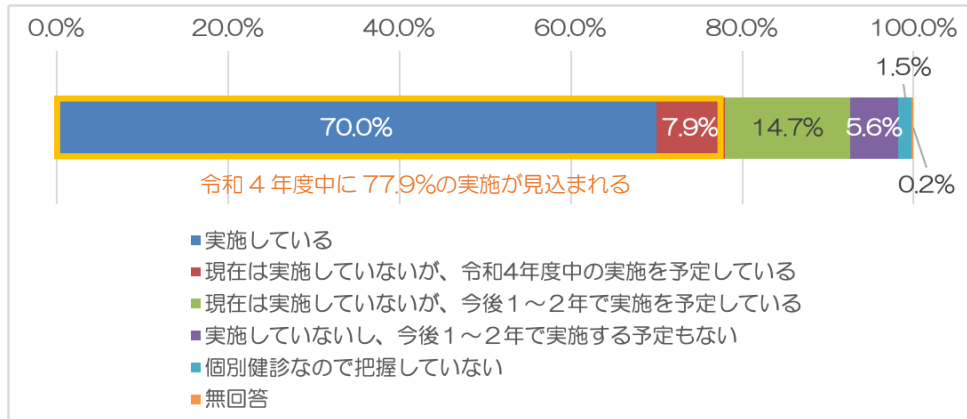 0.0% 20.0% 40.0% 60.0% 80.0% 100.0%
1.5%
70.0% 7.9% 14.7% 5.6%
0.2%
令和4年度中に77.9%の実施が見込まれる
実施している
現在は実施していないが、令和4年度中の実施を予定している
現在は実施していないが、今後1~2年で実施を予定している
実施していないし、今後1~2年で実施する予定もない
個別健診なので把握していない
無回答